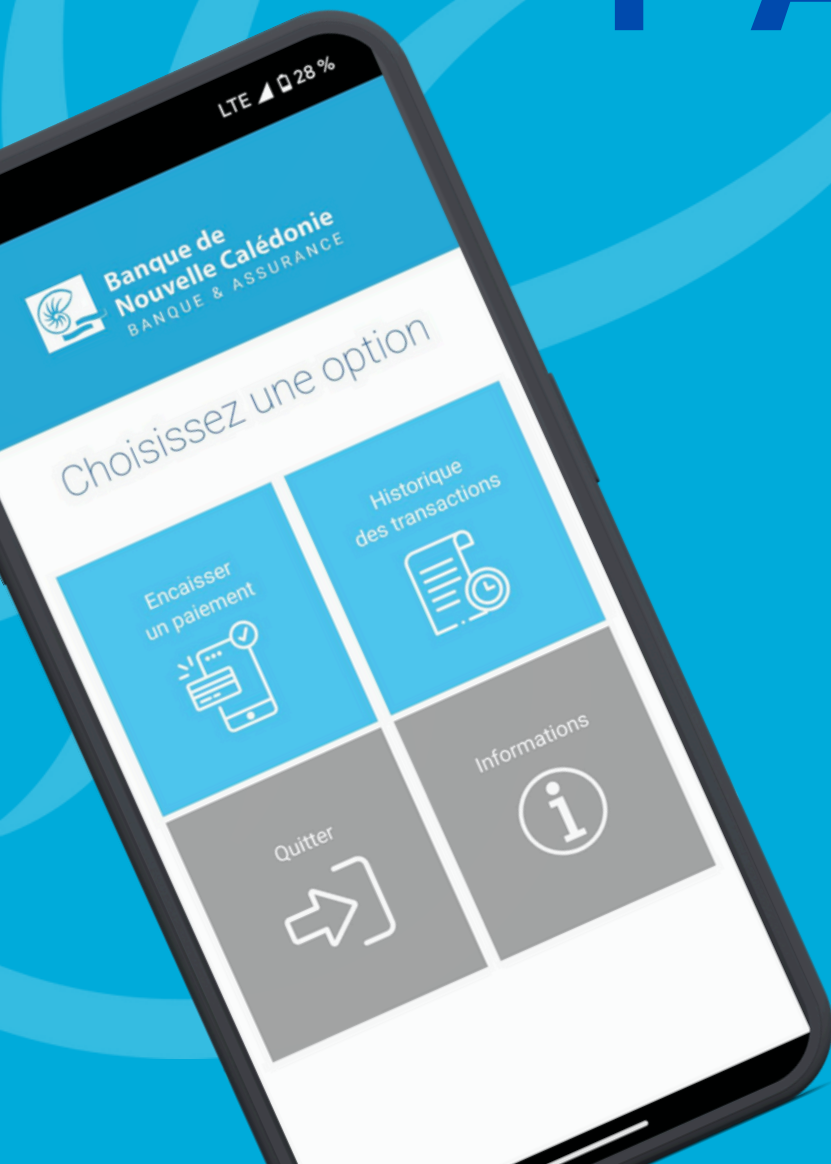 LTE 28 %
Banque de
Nouvelle Calédonie
BANQUE & ASSURANCE
Choisissez une option
Encaisser
un paiement
Historique
des transactions
Quitter
Informations